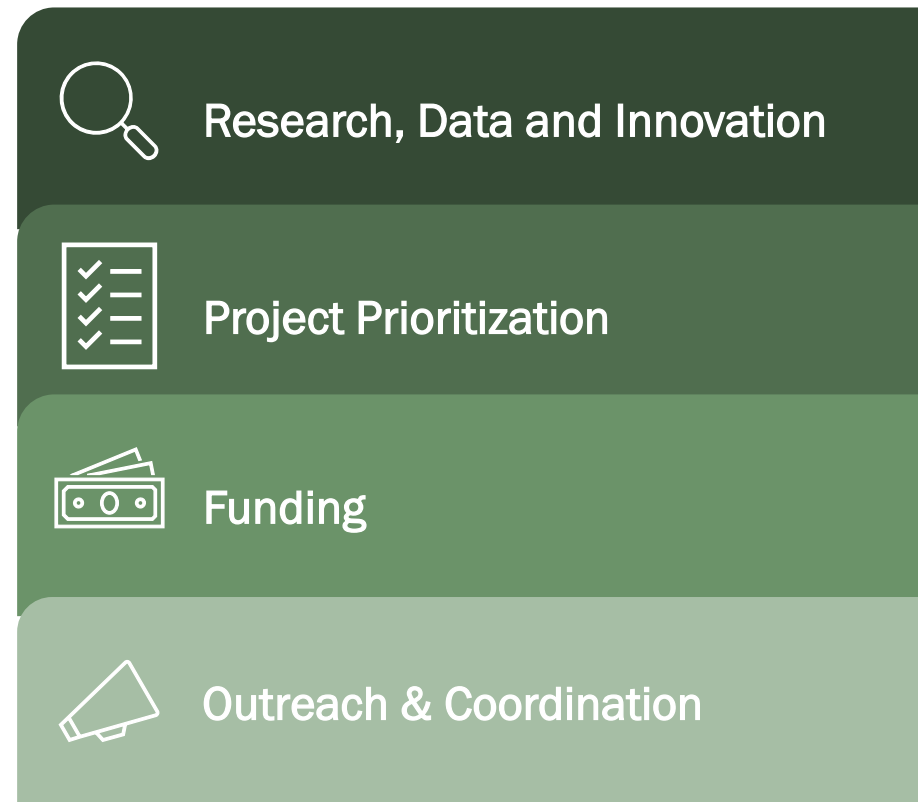 Research, Data and Innovation
Project Prioritization
Funding
Outreach & Coordination